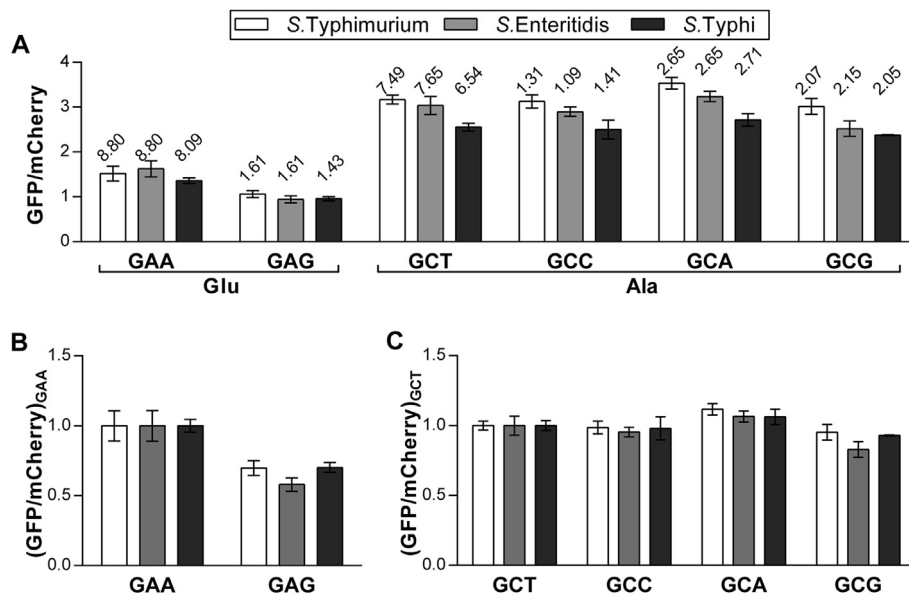 S.Typhimurium S.Enteritidis S.Typhi
A
GFP/mCherry
4
3
2
1
0
8.80 8.80 8.09 1.61 1.61 1.43 7.49 7.65 6.54 1.31 1.09 1.41 2.65 2.65 2.71 2.07 2.15 2.05
GAA GAG GCT GCC GCA GCG
Glu Ala
B
(GFP/mCherry)GAA
1.5
1.0
0.5
0.0
GAA GAG
C
(GFP/mCherry)GCT
1.5
1.0
0.5
0.0
GCT GCC GCA GCG